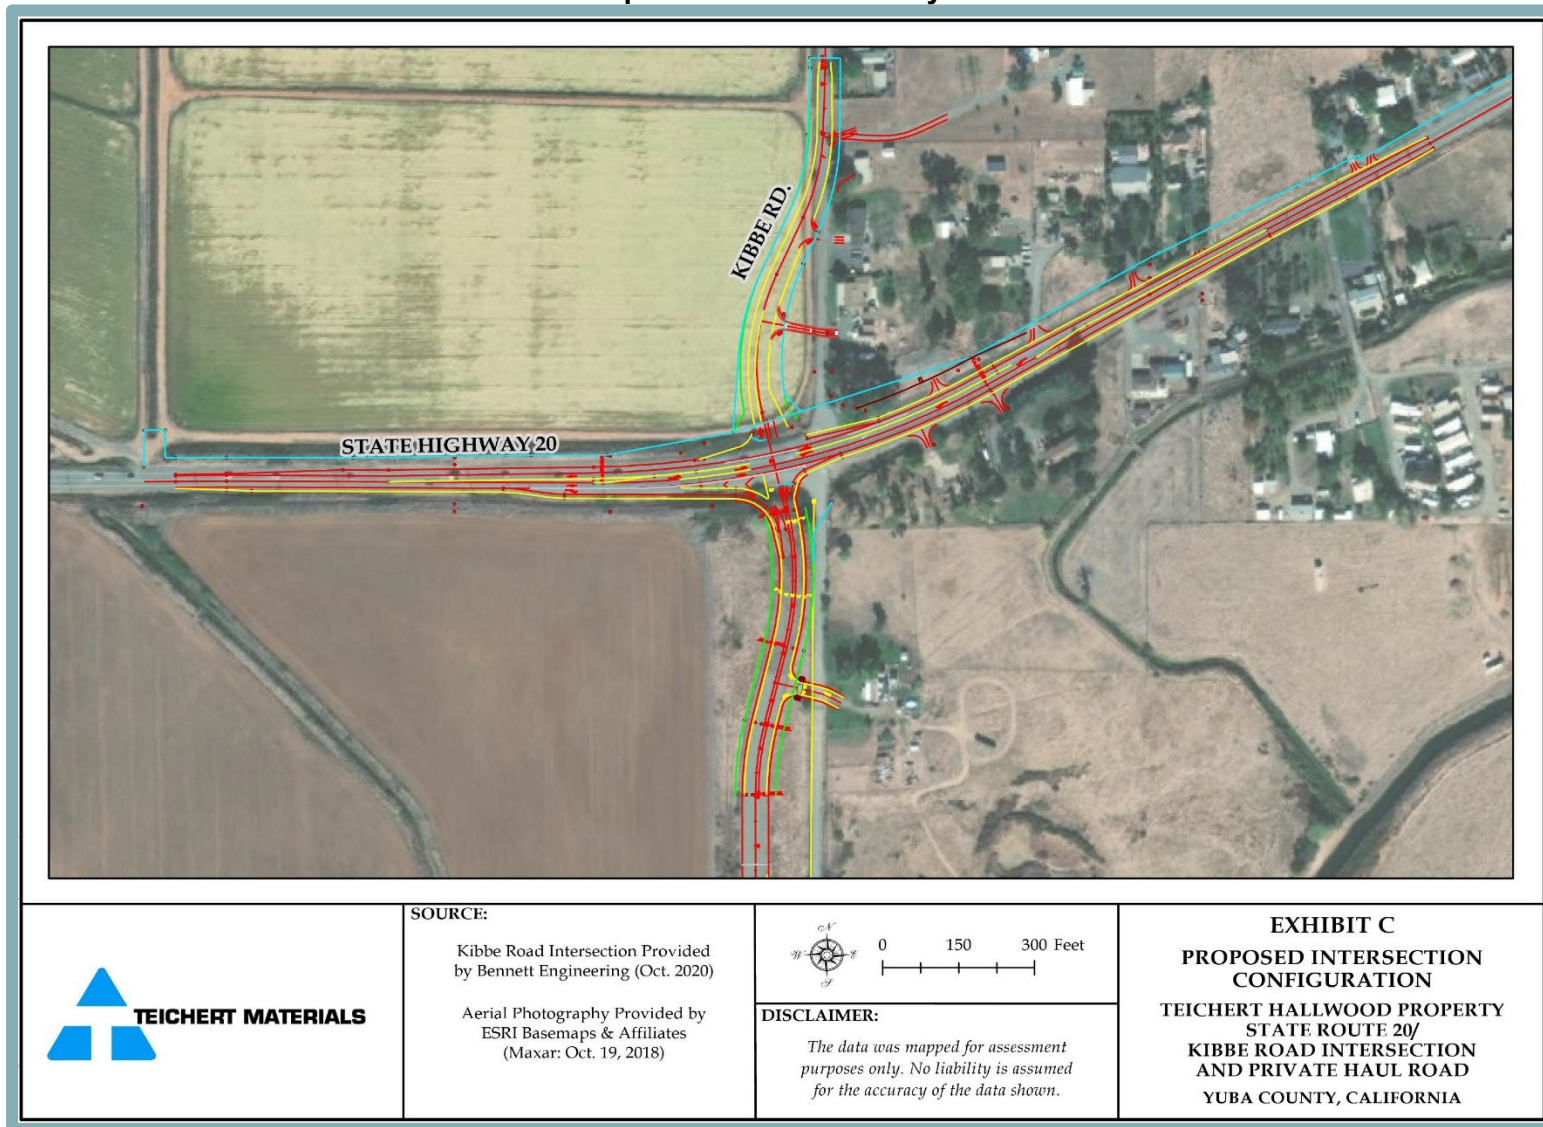 KIBBE RD.
STATE HIGHWAY 20
TEICHERT MATERIALS
SOURCE:
Kibbe Road Intersection Provided
by Bennett Engineering (Oct. 2020)
Aerial Photography Provided by
ESRI Basemaps & Affiliates
(Maxar: Oct. 19, 2018)
N
W E
S
0 150 300 Feet
DISCLAIMER:
The data was mapped for assessment
purposes only. No liability is assumed
for the accuracy of the data shown.
EXHIBIT C
PROPOSED INTERSECTION
CONFIGURATION
TEICHERT HALLWOOD PROPERTY
STATE ROUTE 20/
KIBBE ROAD INTERSECTION
AND PRIVATE HAUL ROAD
YUBA COUNTY, CALIFORNIA